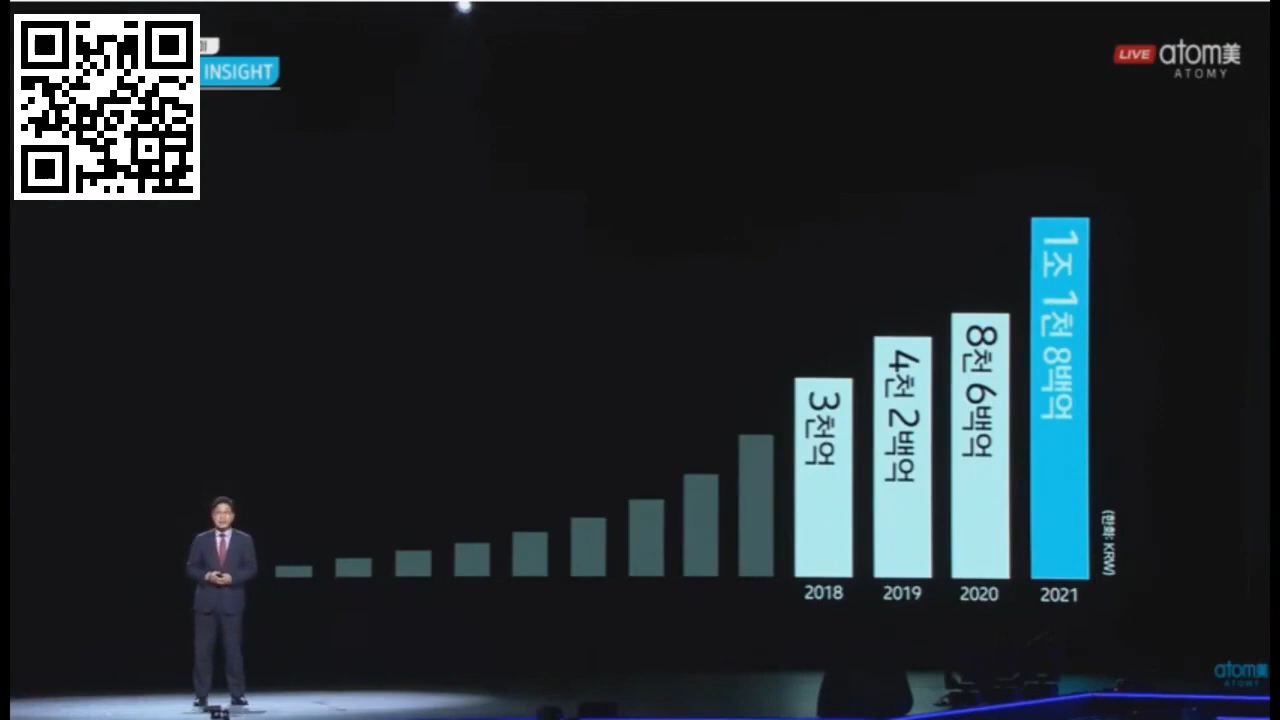 INSIGHT
LIVE atom美
ATOMY
3천억
4천 2백억
8천 6백억
1조 1천 8백억
(한화: KRW)
2018 2019 2020 2021
atom美
ATOMY